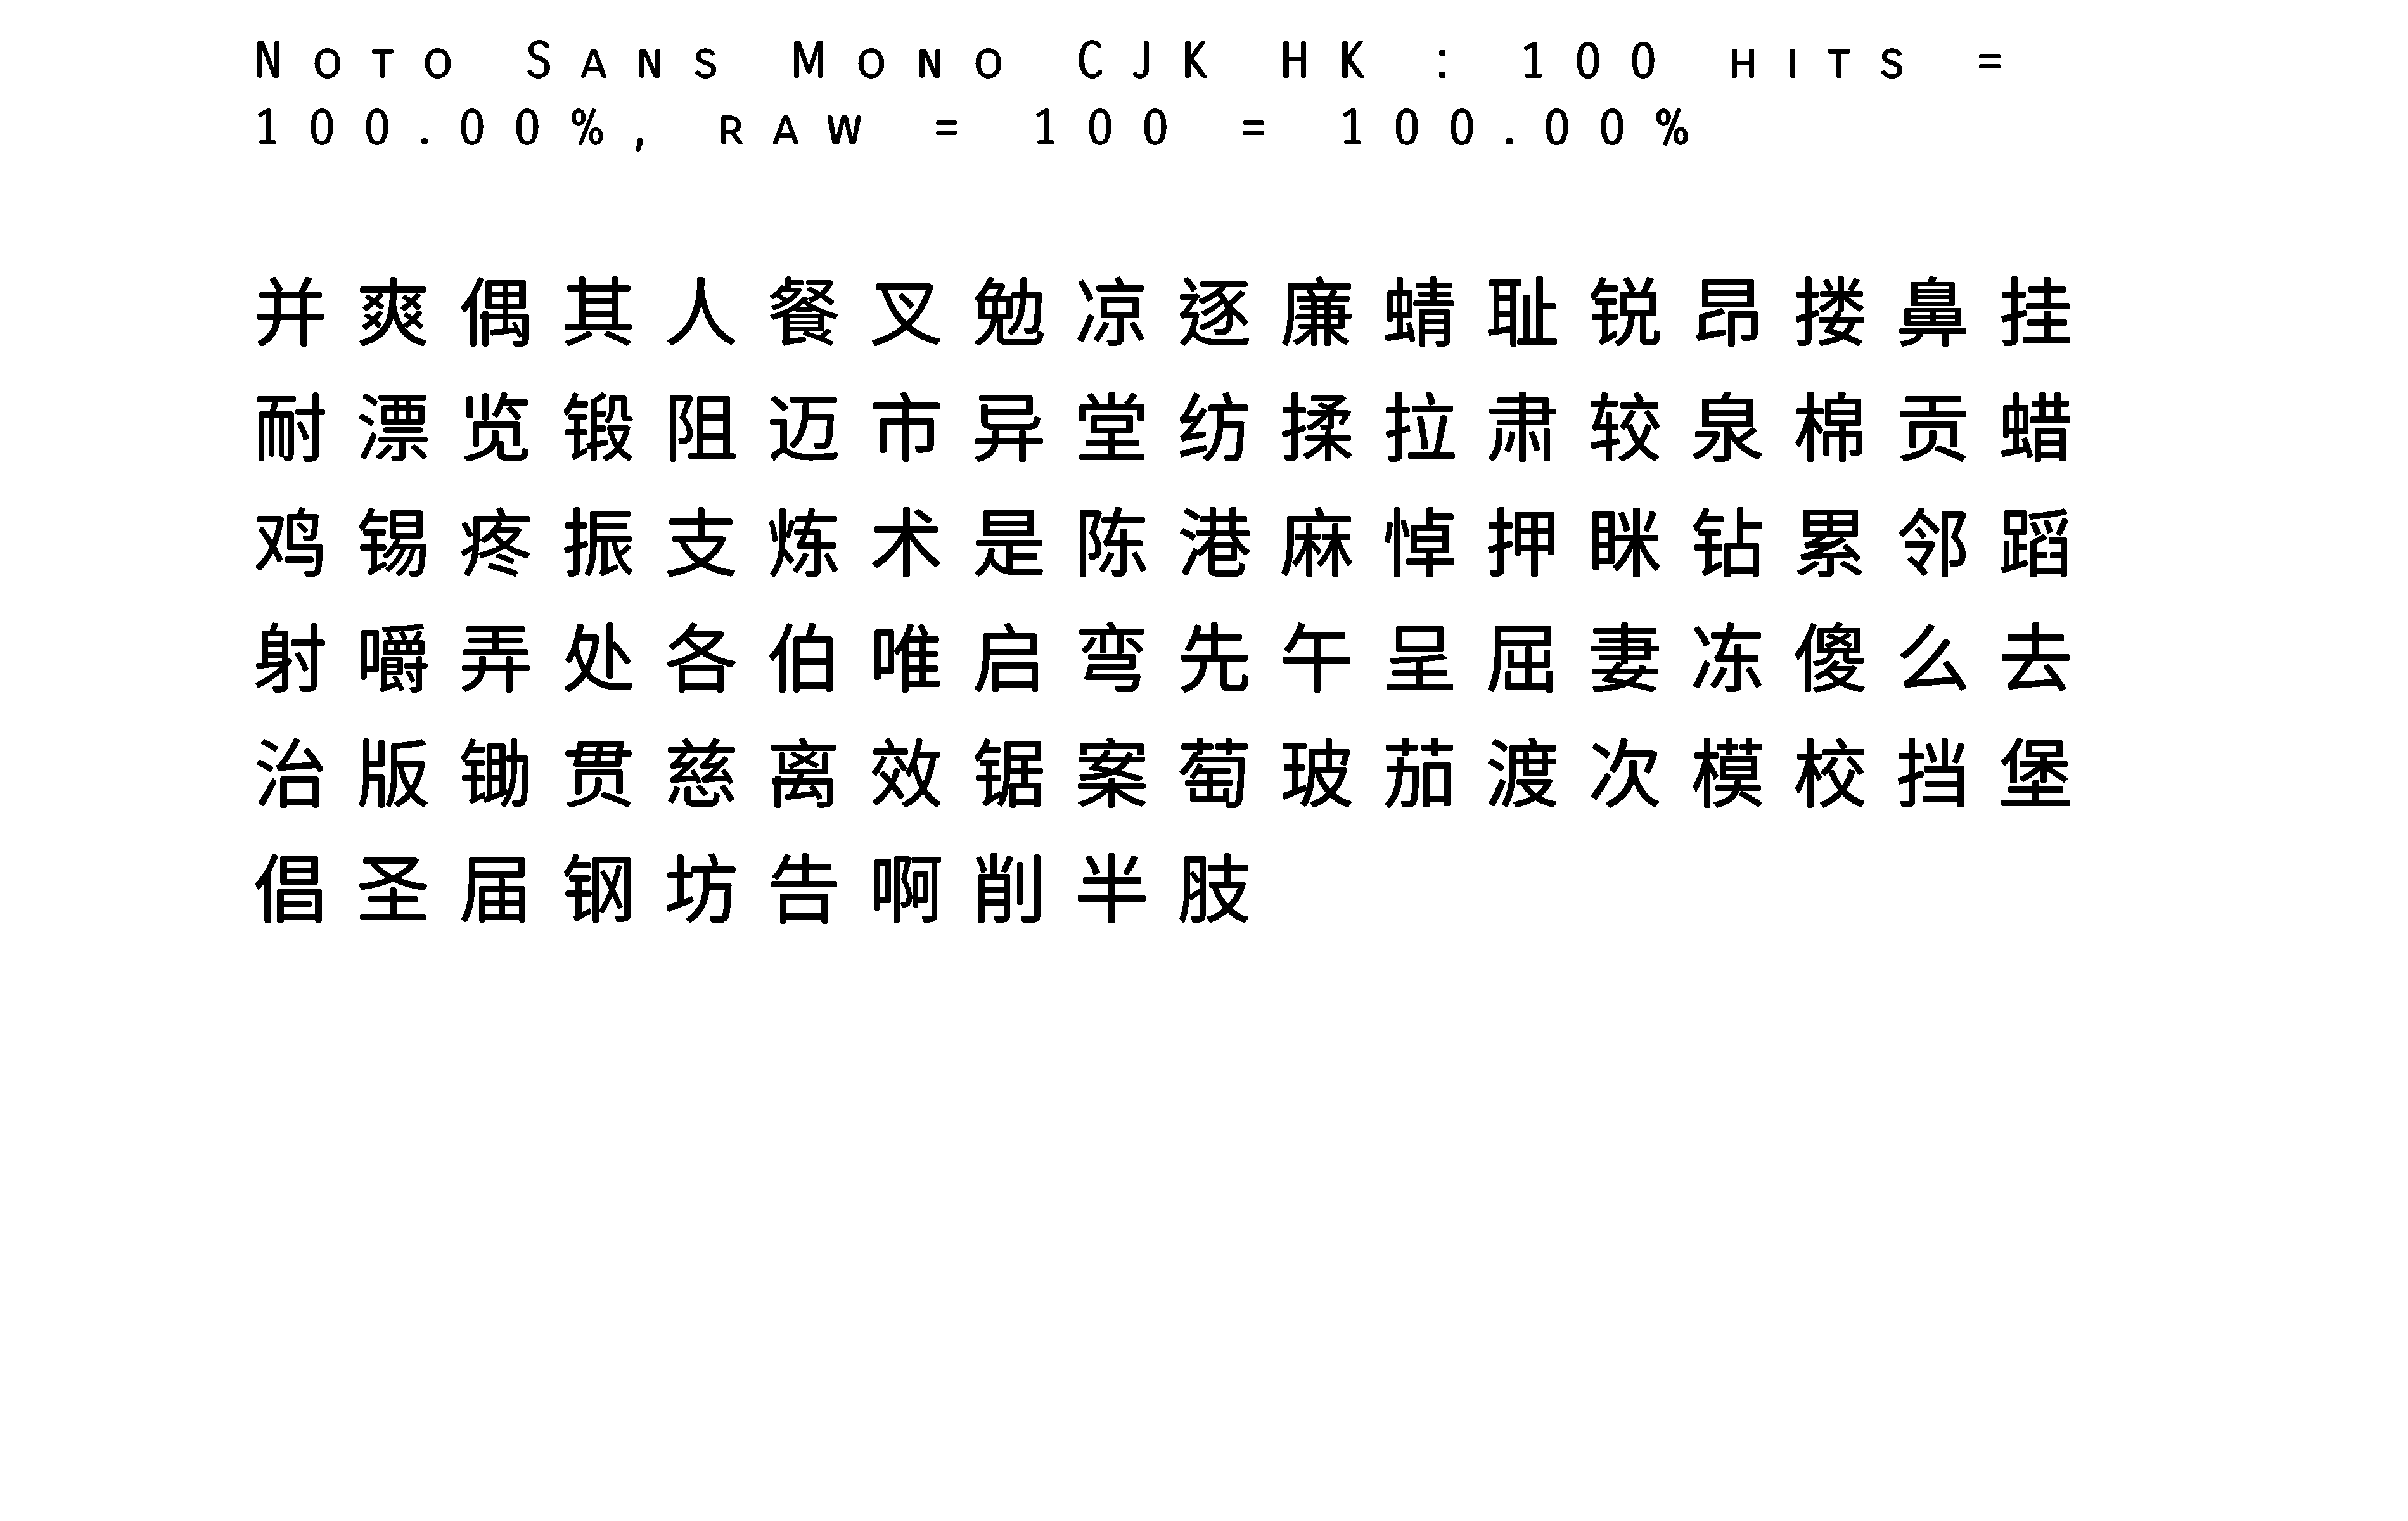 Noto Sans Mono CJK HK : 100 hits =
100.00%, raw = 100 = 100.00%
并爽偶其人餐叉勉凉逐廉蜻耻锐昂搂鼻挂
耐漂览锻阻迈市异堂纺揉拉肃较泉棉贡蜡
鸡锡疼振支炼术是陈港麻悼押眯钻累邻蹈
射嚼弄处各伯唯启弯先午呈屈妻冻傻么去
治版锄贯慈离效锯案萄玻茄渡次模校挡堡
倡圣届钢坊告啊削半肢